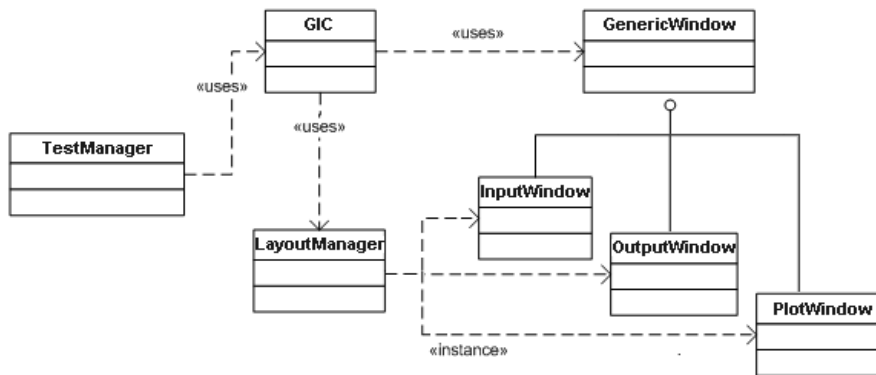 GIC
GenericWindow
«uses»
«uses»
«uses»
TestManager
InputWindow
LayoutManager
OutputWindow
PlotWindow
«instance»